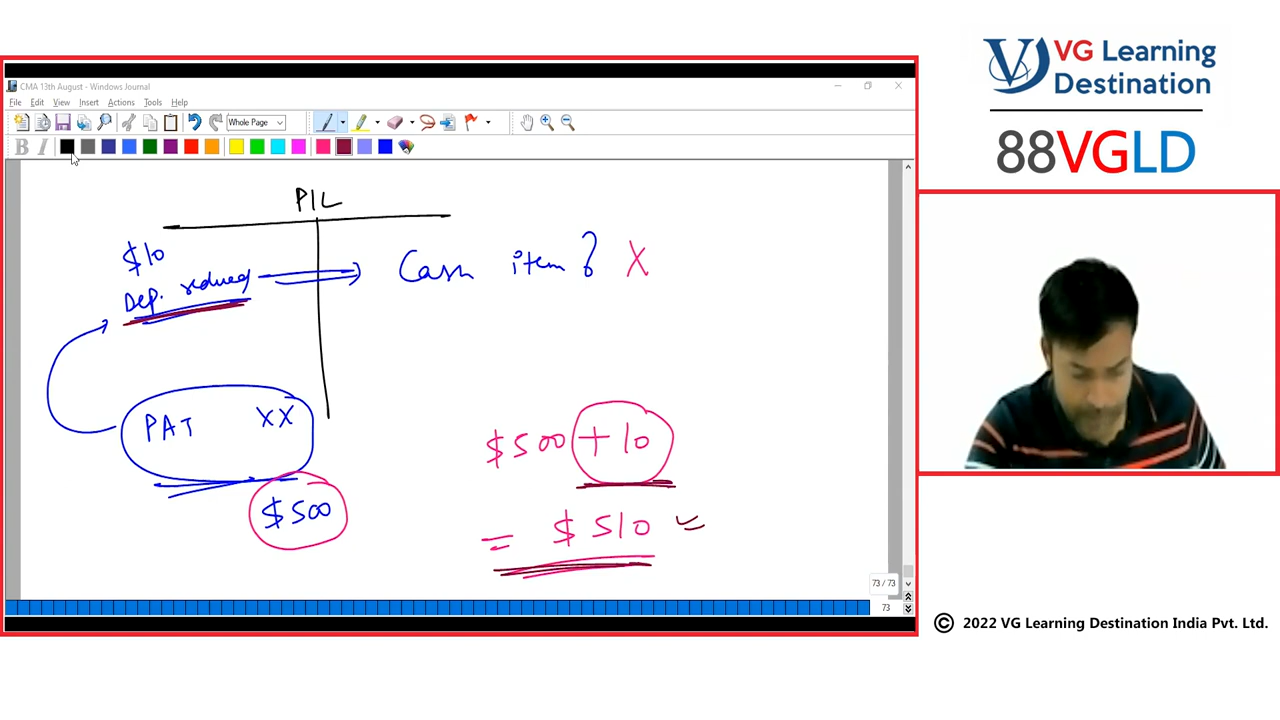 CMA 13th August - Windows Journal
File Edit View Insert Actions Tools Help
Whole Page
B I
P/L
$10
Dep. reduced Cash item? X
PAT XX
$500
$500 + 10
= $510 =
73 / 73
73
VG Learning
Destination
88VGLD
© 2022 VG Learning Destination India Pvt. Ltd.